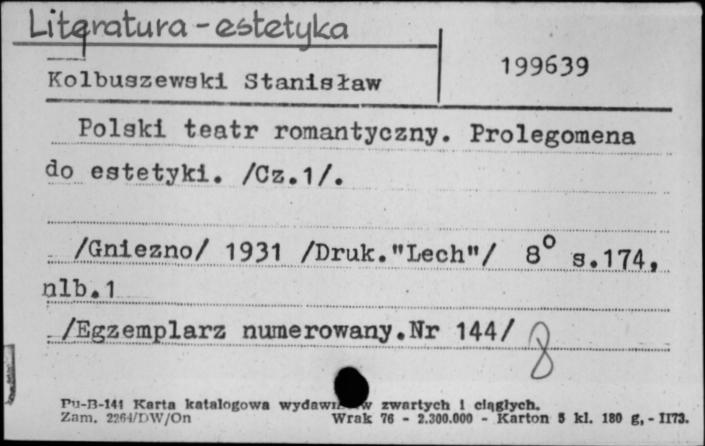 Literatura - estetyka
Kolbuszewski Stanisław
199639
Polski teatr romantyczny. Prolegomena
do estetyki. /Cz.1/.
/Gniezno/ 1931 /Druk."Lech"/ 8° s.174,
nlb.1
/Egzemplarz numerowany.Nr 144/
8
Pu-B-141 Karta katalogowa zwartych i ciągłych.
Zam. 2264/DW/On Wrak 76 - 2.300.000 - Karton 5 kl. 180 g, - II73.